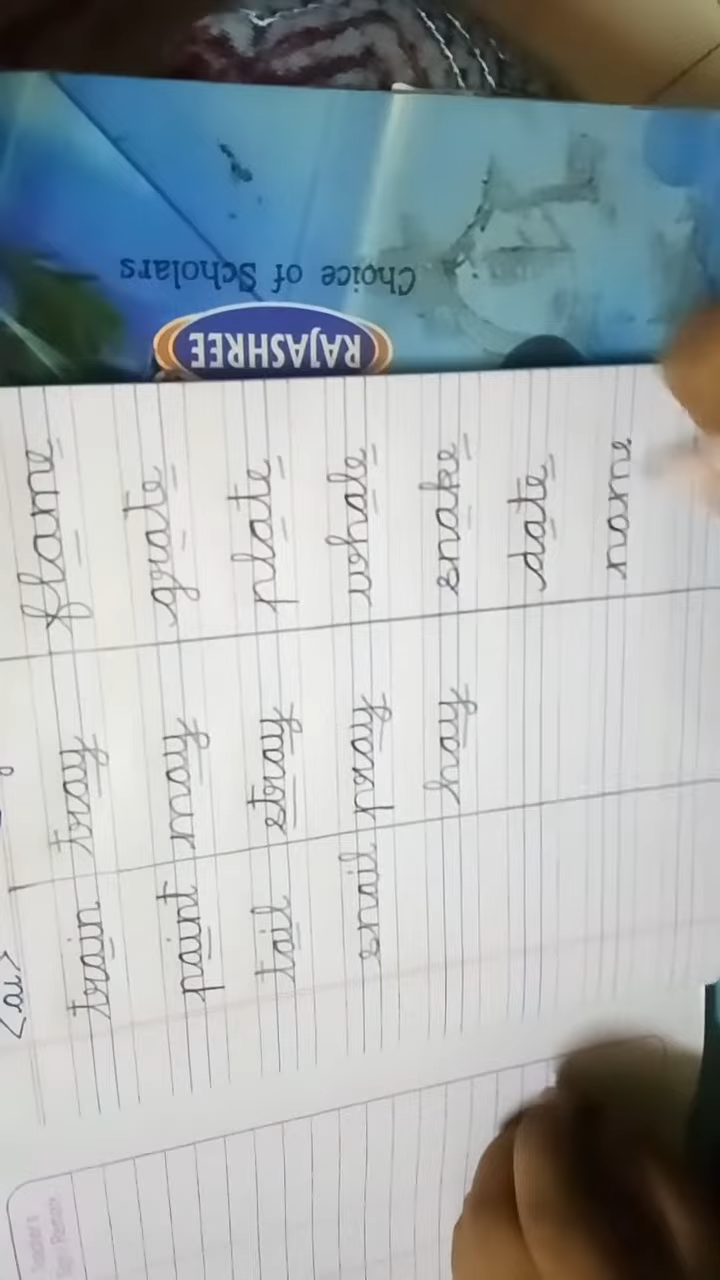 <ai>
train tray flame
paint may grate
tail stray plate
snail pray whale
hay snake
date
name
RAJASHREE
Choice of Scholars